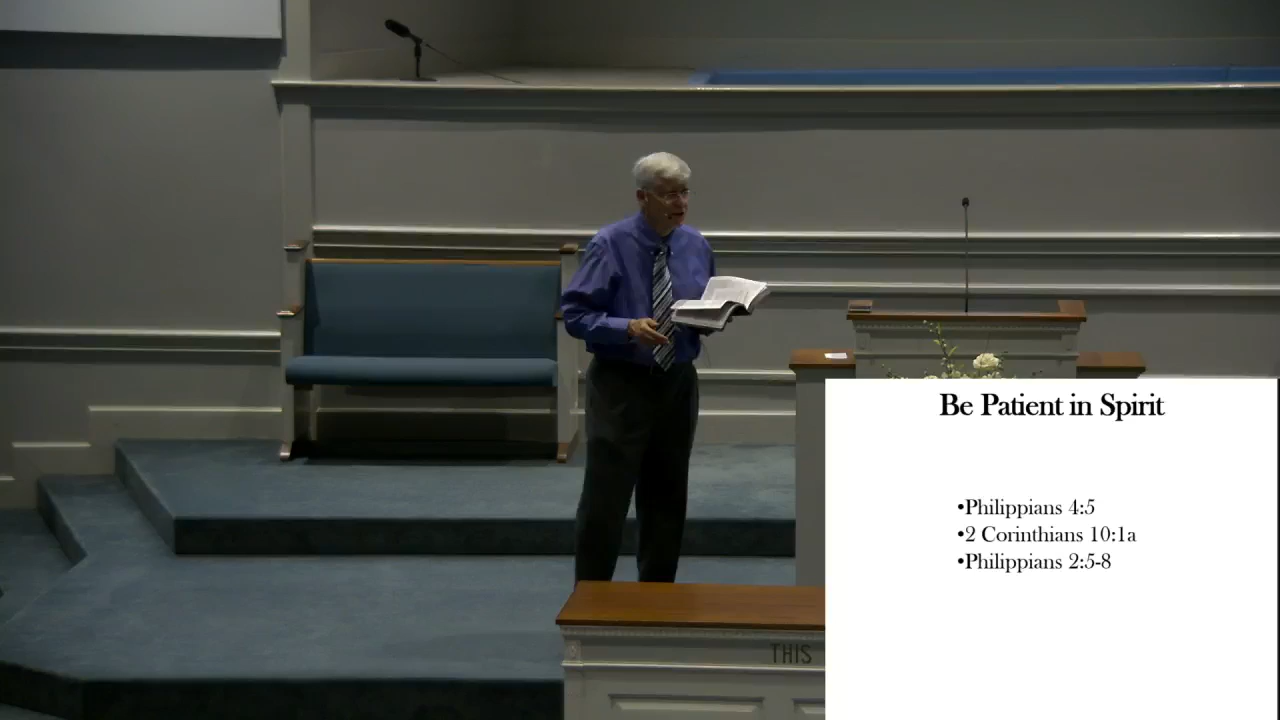 Be Patient in Spirit
•Philippians 4:5
•2 Corinthians 10:1a
•Philippians 2:5-8
THIS